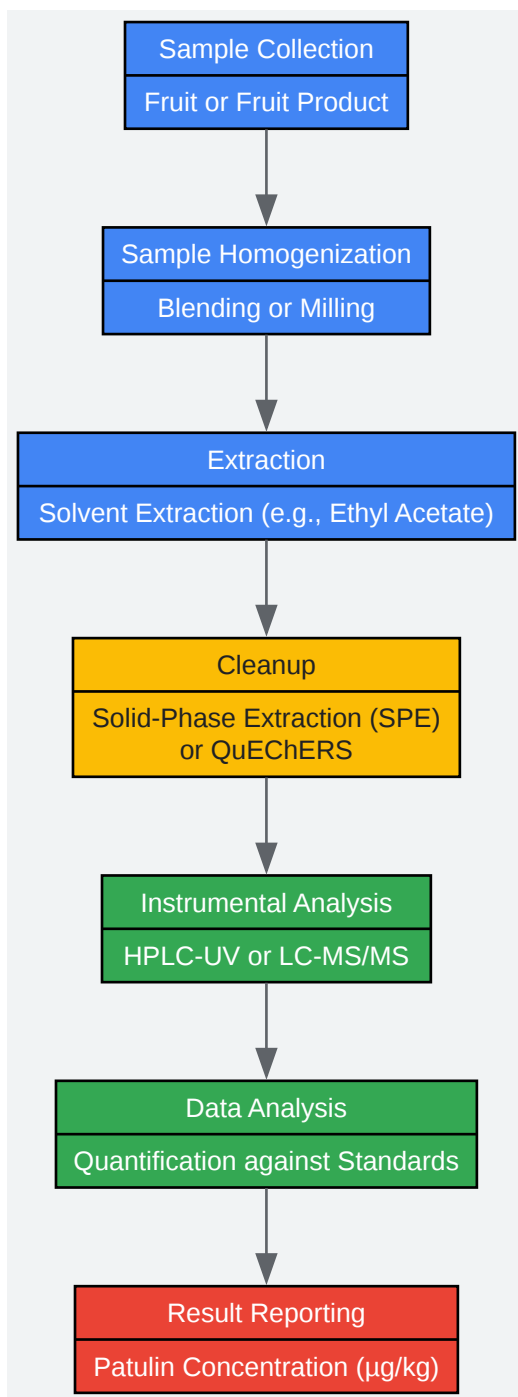 Sample Collection
Fruit or Fruit Product
Sample Homogenization
Blending or Milling
Extraction
Solvent Extraction (e.g., Ethyl Acetate)
Cleanup
Solid-Phase Extraction (SPE)
or QuEChERS
Instrumental Analysis
HPLC-UV or LC-MS/MS
Data Analysis
Quantification against Standards
Result Reporting
Patulin Concentration (µg/kg)